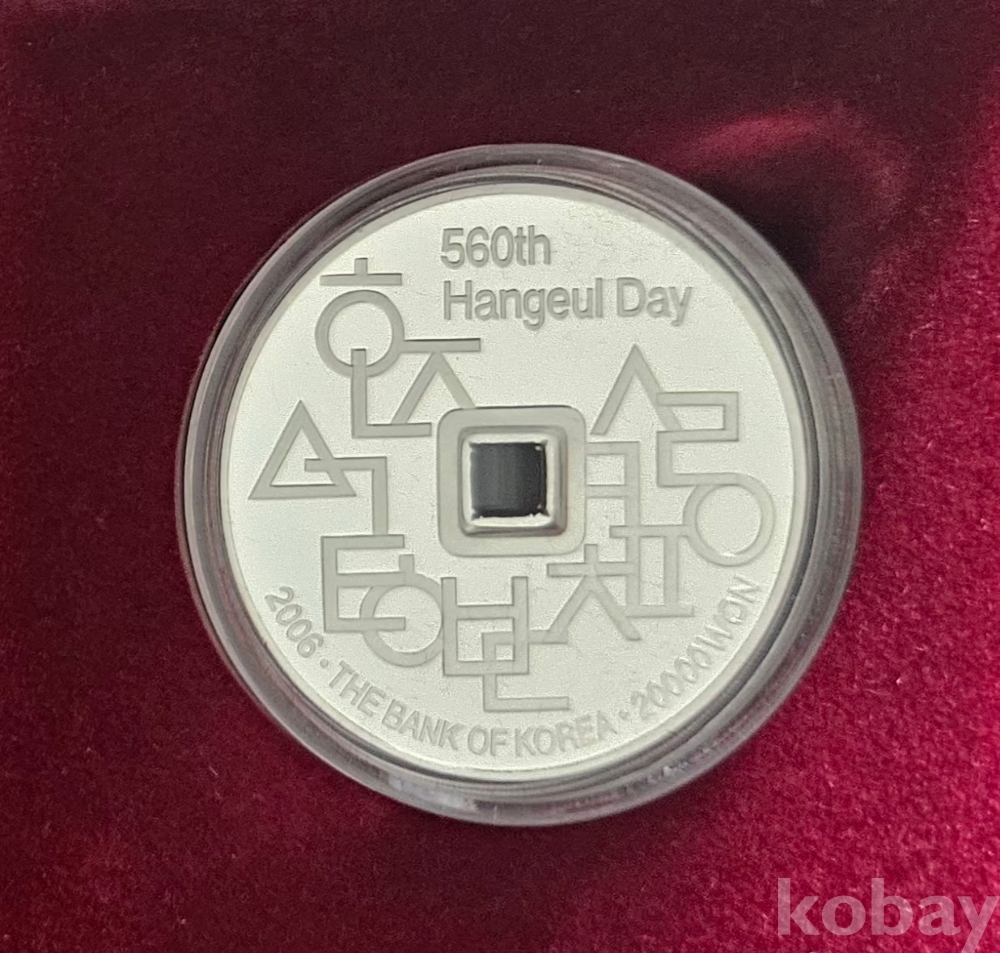 560th
Hangeul Day
2006 · THE BANK OF KOREA · 20000 WON
kobay